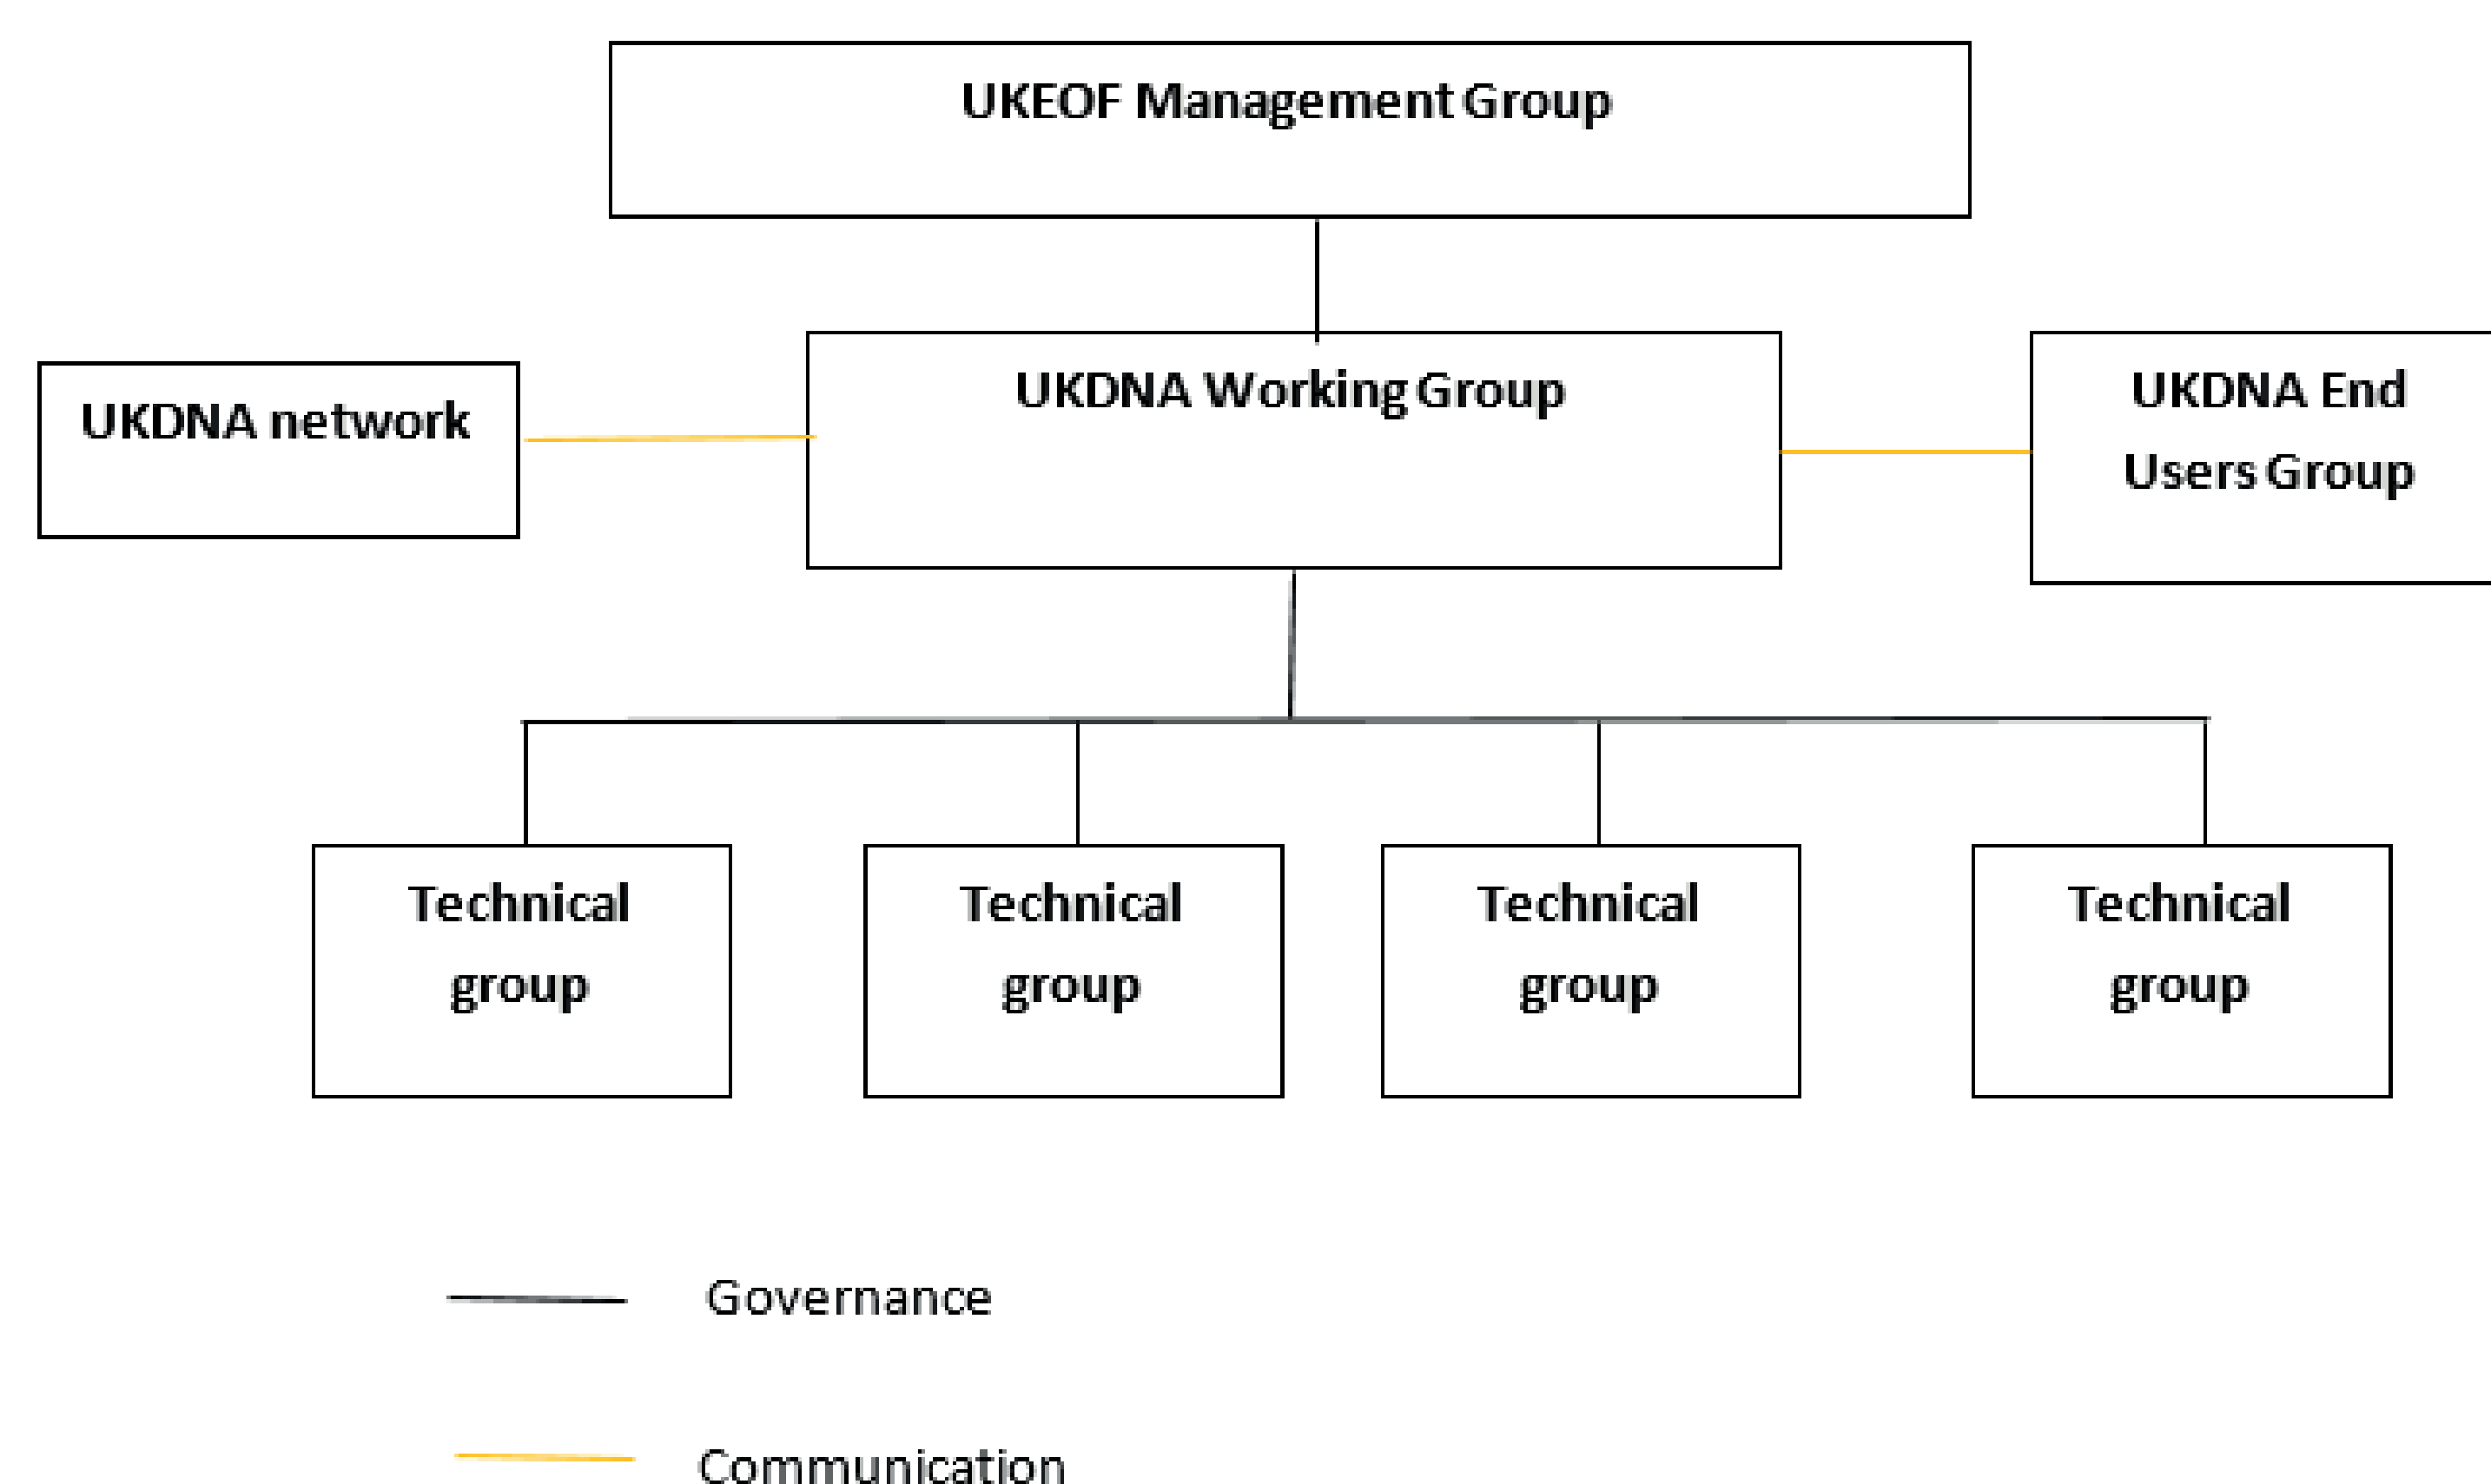 UKEOF Management Group
UKDNA network
UKDNA Working Group
UKDNA End
Users Group
Technical
group
Technical
group
Technical
group
Technical
group
Governance
Communication